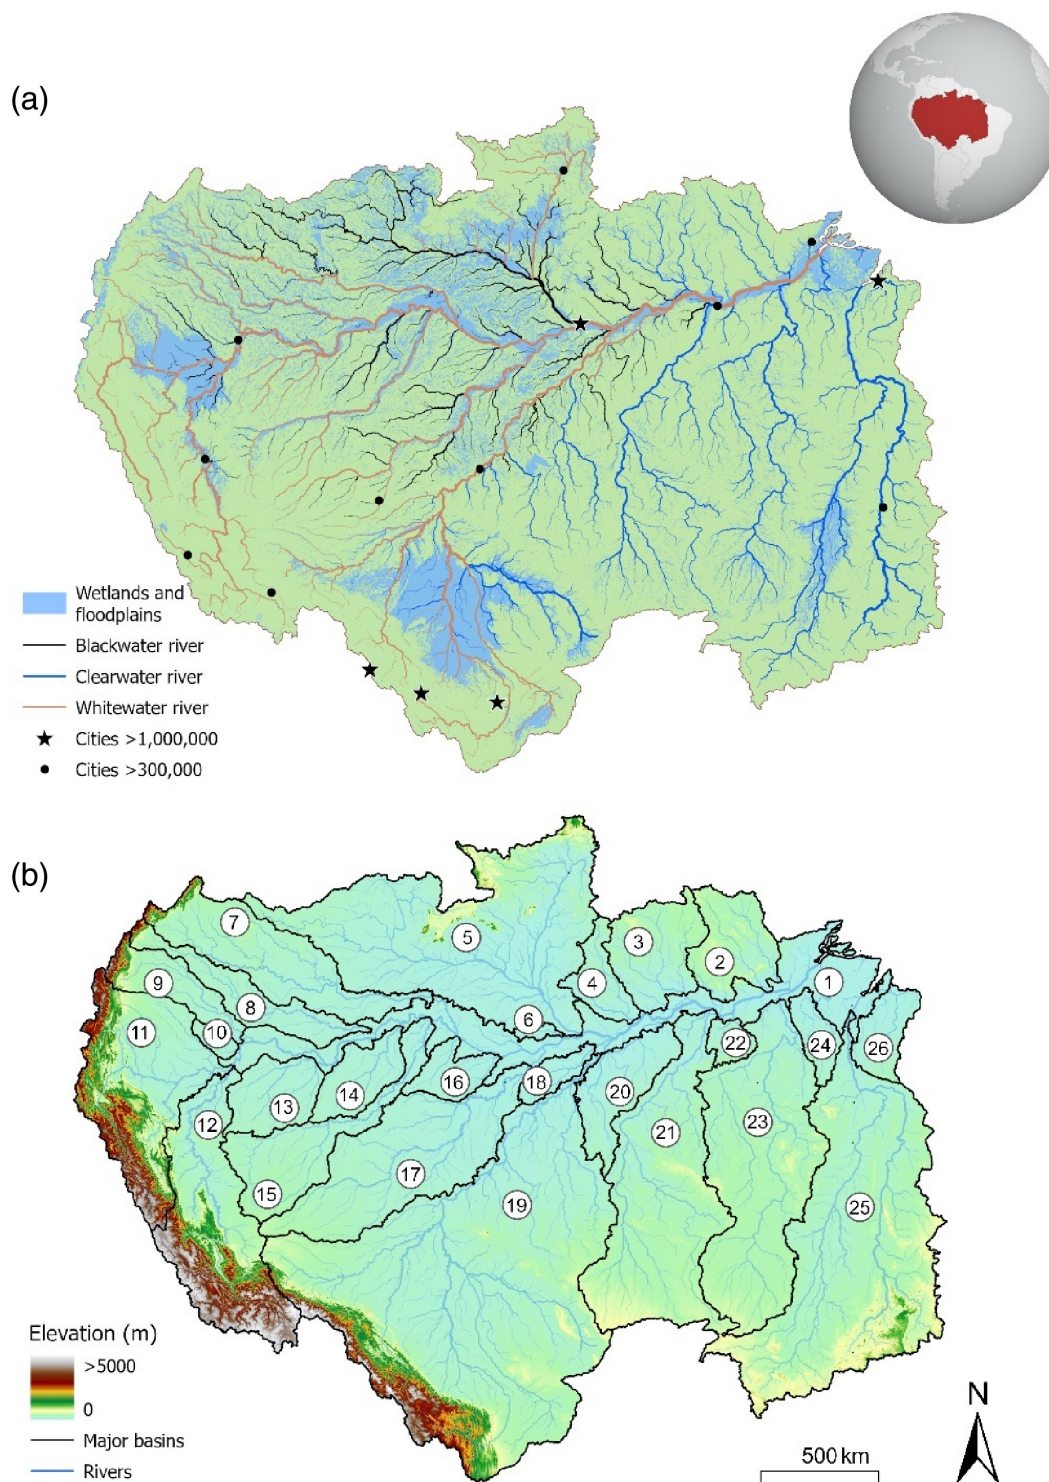 (a)
Wetlands and
floodplains
Blackwater river
Clearwater river
Whitewater river
Cities >1,000,000
Cities >300,000
(b)
7
5
3
2
1
4
9
8
11
10
6
22
24
26
16
18
14
13
20
12
23
21
17
15
19
25
Elevation (m)
>5000
0
Major basins
Rivers
N
500 km